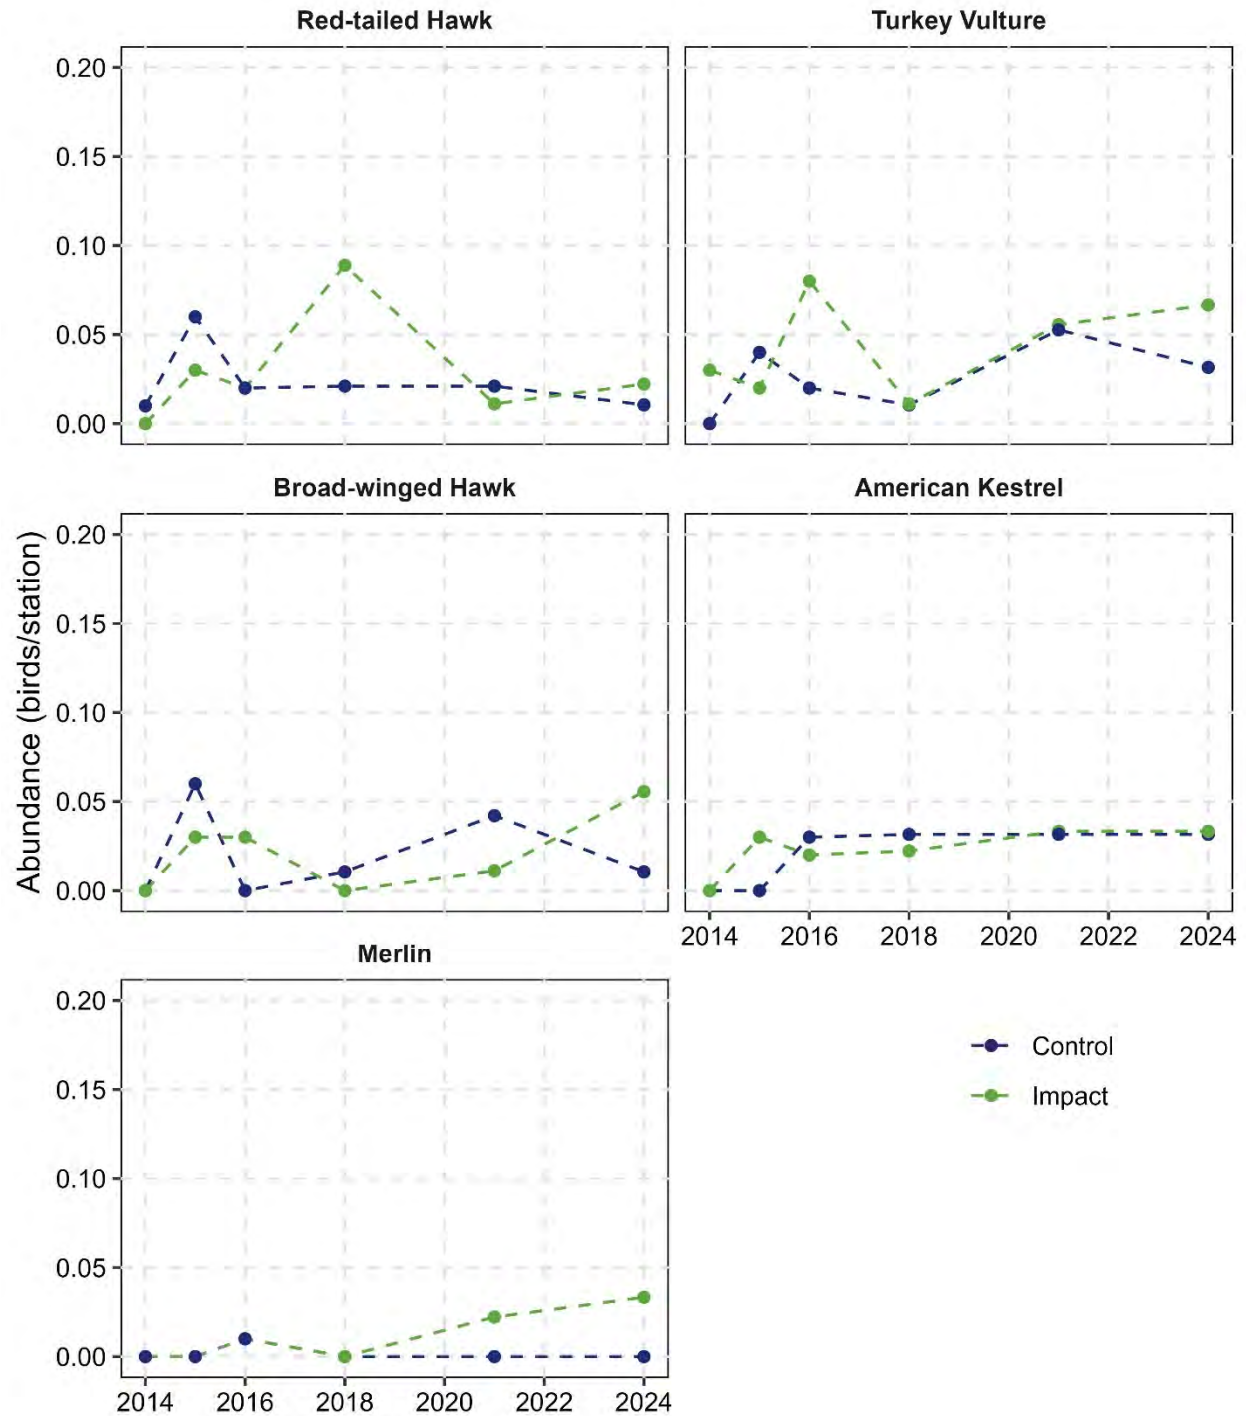 Red-tailed Hawk
Turkey Vulture
0.20
0.15
0.10
0.05
0.00
Broad-winged Hawk
American Kestrel
Abundance (birds/station)
0.20
0.15
0.10
0.05
0.00
2014 2016 2018 2020 2022 2024
Merlin
0.20
0.15
0.10
0.05
0.00
2014 2016 2018 2020 2022 2024
Control
Impact